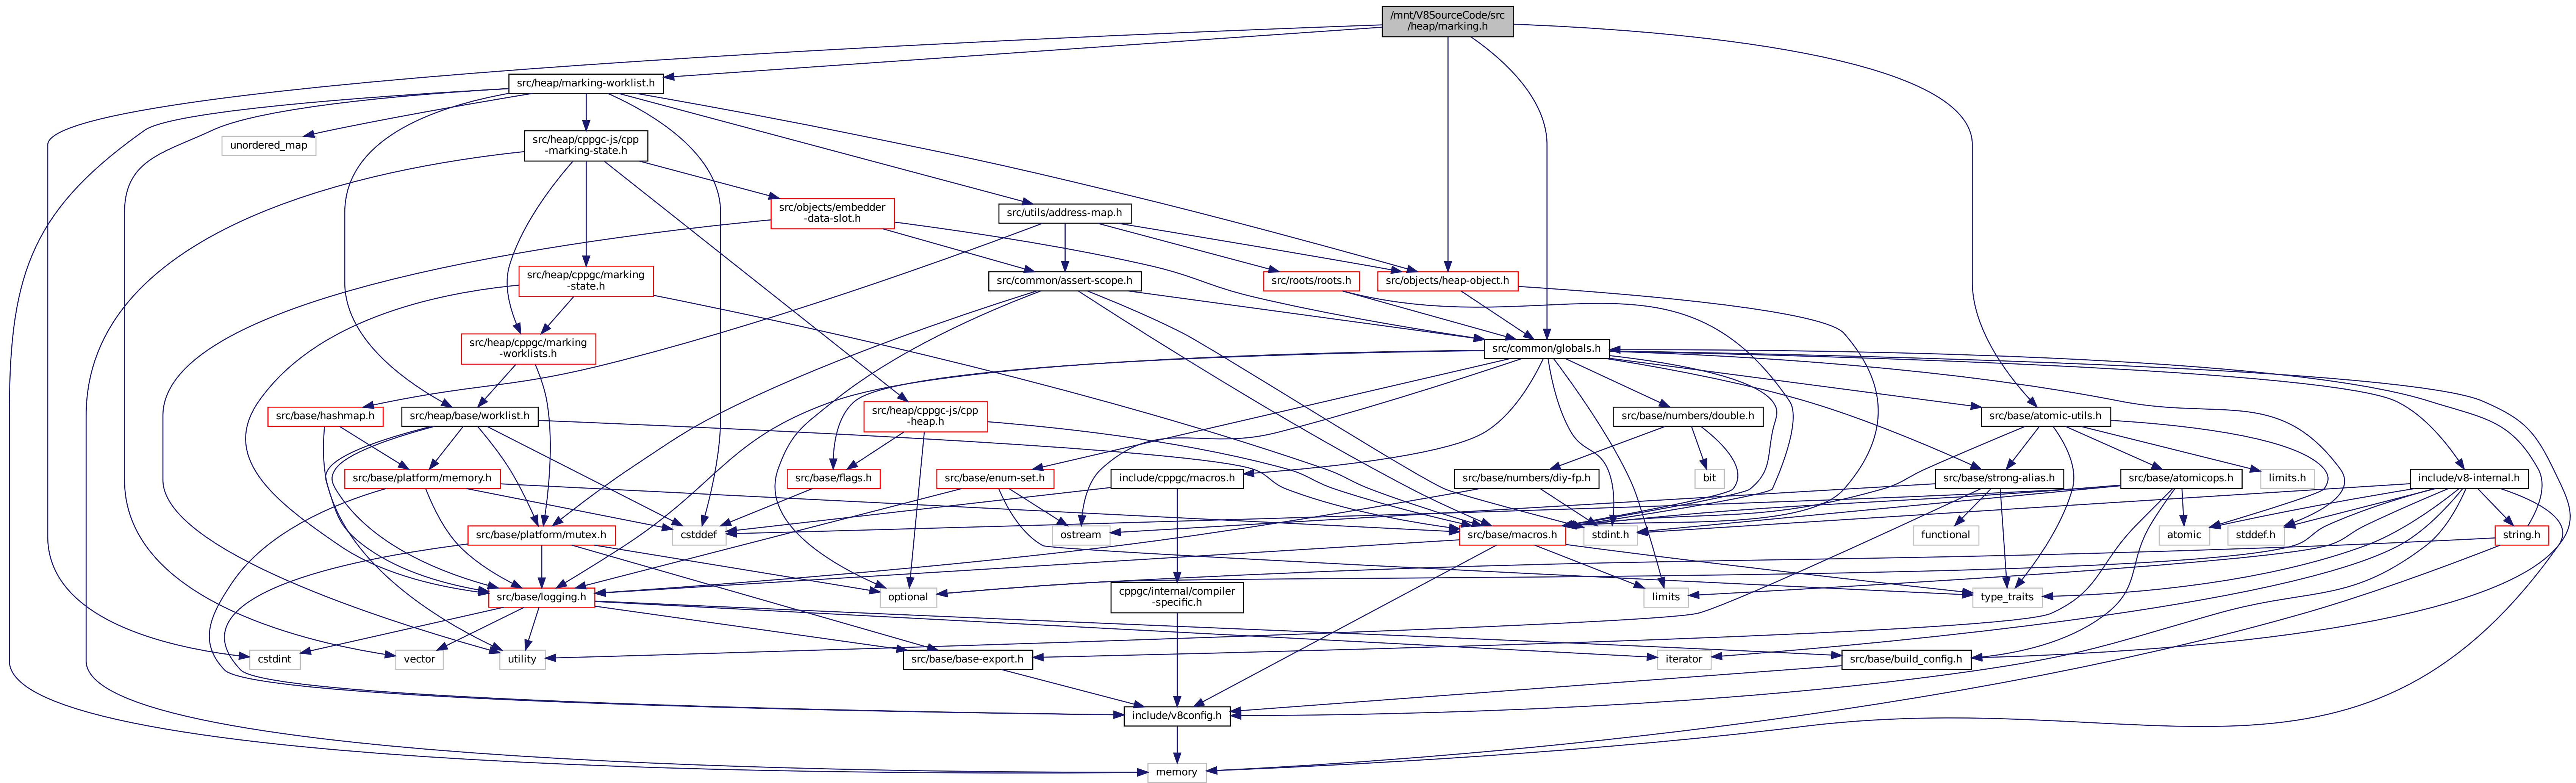 /mnt/V8SourceCode/src
/heap/marking.h
src/heap/marking-worklist.h
unordered_map
src/heap/cppgc-js/cpp
-marking-state.h
src/objects/embedder
-data-slot.h
src/utils/address-map.h
src/heap/cppgc/marking
-state.h
src/common/assert-scope.h
src/roots/roots.h
src/objects/heap-object.h
src/heap/cppgc/marking
-worklists.h
src/common/globals.h
src/base/hashmap.h
src/heap/base/worklist.h
src/heap/cppgc-js/cpp
-heap.h
src/base/numbers/double.h
src/base/atomic-utils.h
src/base/platform/memory.h
src/base/flags.h
src/base/enum-set.h
include/cppgc/macros.h
src/base/numbers/diy-fp.h
bit
src/base/strong-alias.h
src/base/atomicops.h
limits.h
include/v8-internal.h
src/base/platform/mutex.h
cstddef
ostream
src/base/macros.h
stdint.h
functional
atomic
stddef.h
string.h
src/base/logging.h
optional
cppgc/internal/compiler
-specific.h
limits
type_traits
cstdint
vector
utility
src/base/base-export.h
iterator
src/base/build_config.h
include/v8config.h
memory